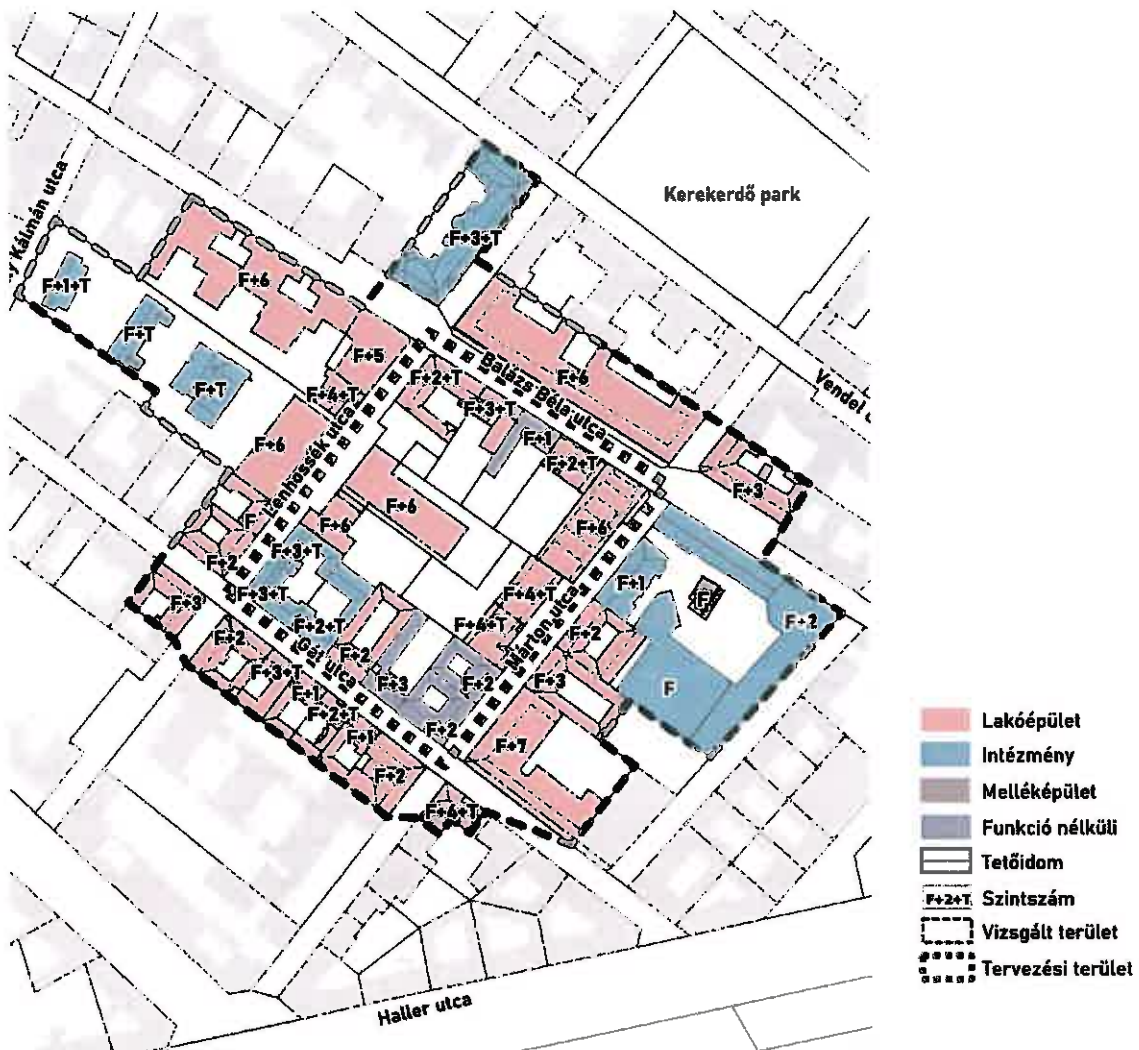 Kerekerdő park
y Kálmán utca
F+3+T
F+1+T
F+6
F+T
F+T
F+5
F+4+T
F+2+T
F+3+T
Balázs Béla utca
F+6
Vendel u
F+1
F+2+T
F+3
F+6
Lenhossék utca
F+6
F+6
F+6
F
F+3+T
F+2
F+3+T
F+4+T
F+1
F
F+2
F+3
F+2+T
F+6+T
Márton utca
F+2
F+2
Gát utca
F+2
F+3
F+2
F+3
F
F+3+T
F+1
F+2+T
F+2
F+7
F+1
F+2
F+4+T
Haller utca
Lakóépület
Intézmény
Melléképület
Funkció nélküli
Tetőidom
F+2+T Szintszám
Vizsgált terület
Tervezési terület